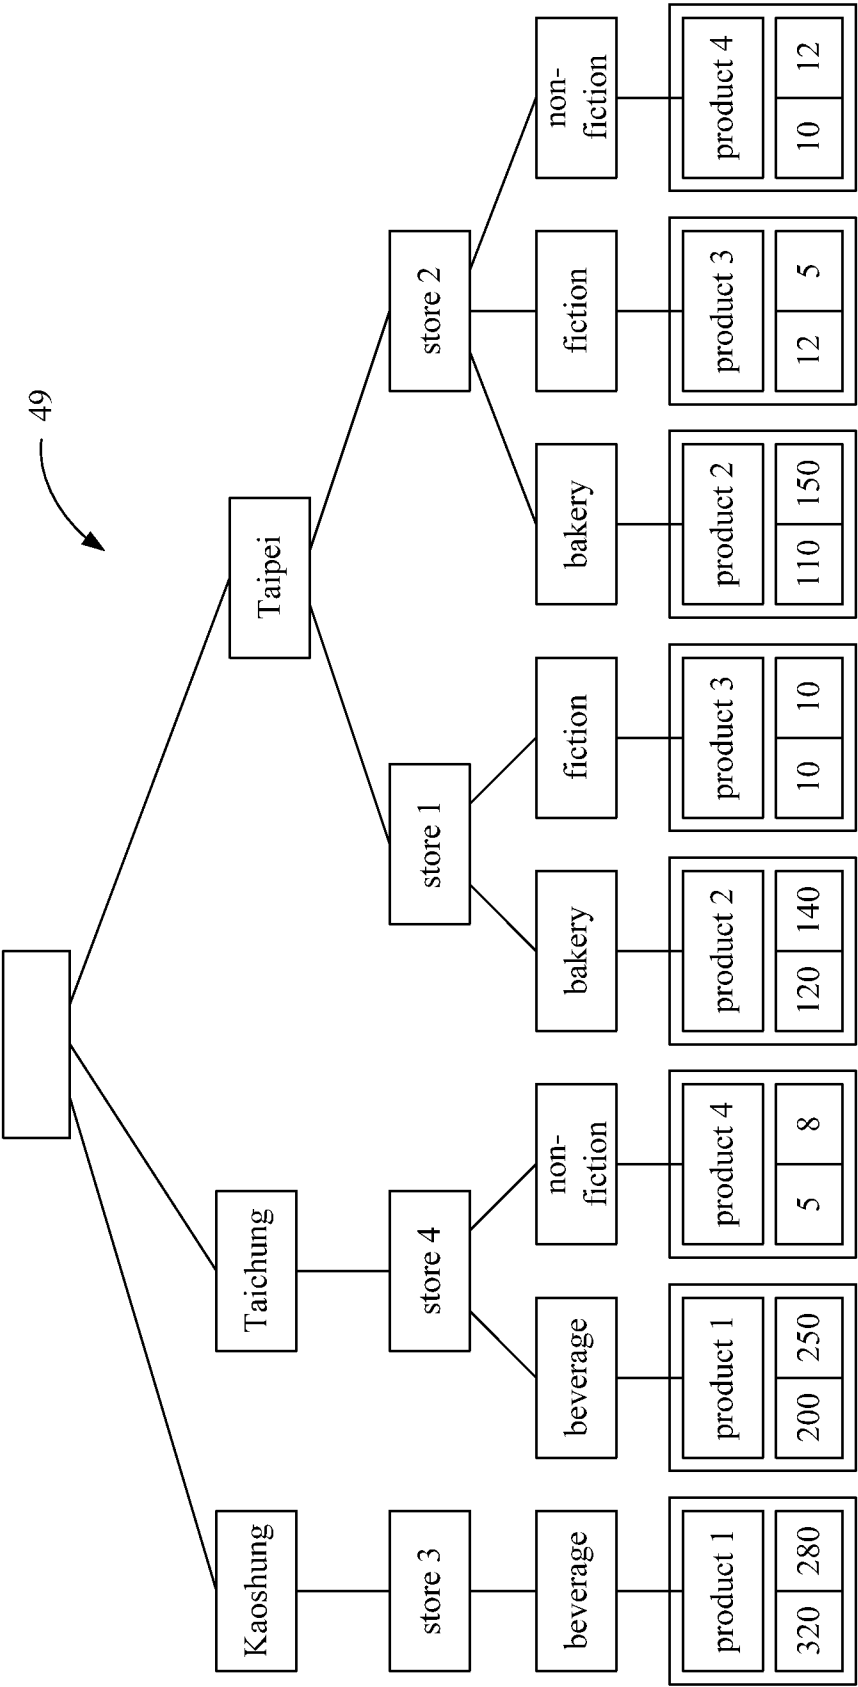 49
Kaoshung
Taichung
Taipei
store 3
store 4
store 1
store 2
beverage
beverage
non-
fiction
bakery
fiction
bakery
fiction
non-
fiction
product 1
product 1
product 4
product 2
product 3
product 2
product 3
product 4
320 280
200 250
5 8
120 140
10 10
110 150
12 5
10 12